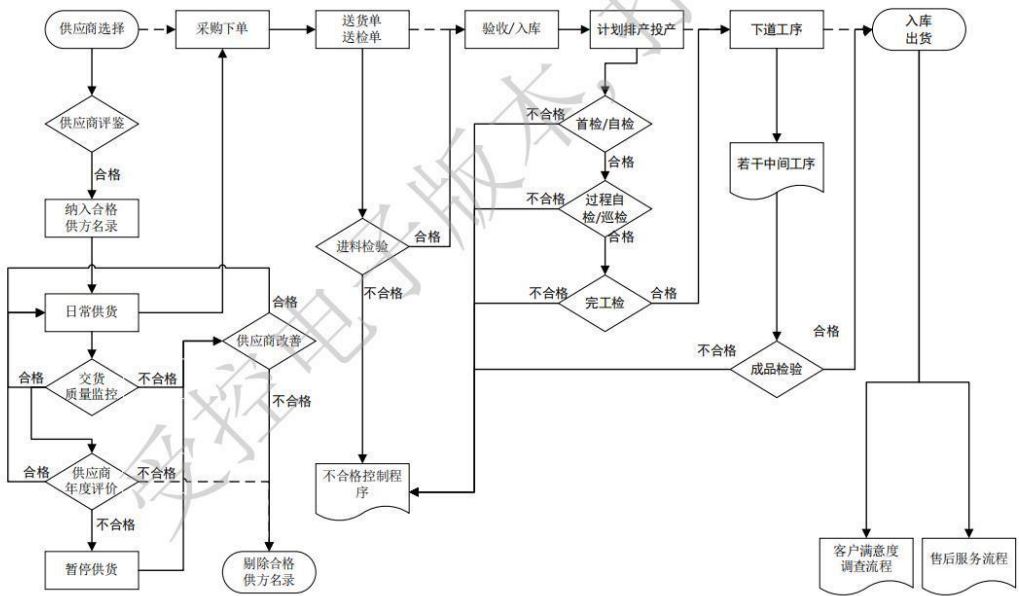 供应商选择
采购下单
送货单
送检单
验收/入库
计划排产投产
下道工序
入库
出货
供应商评鉴
合格
纳入合格
供方名录
日常供货
交货
质量监控
合格
不合格
供应商
年度评价
合格
不合格
不合格
暂停供货
合格
供应商改善
不合格
剔除合格
供方名录
进料检验
合格
不合格
不合格控制程
序
不合格
首检/自检
合格
不合格
过程自
检/巡检
合格
不合格
完工检
合格
若干中间工序
不合格
成品检验
合格
客户满意度
调查流程
售后服务流程
受控电子版本,